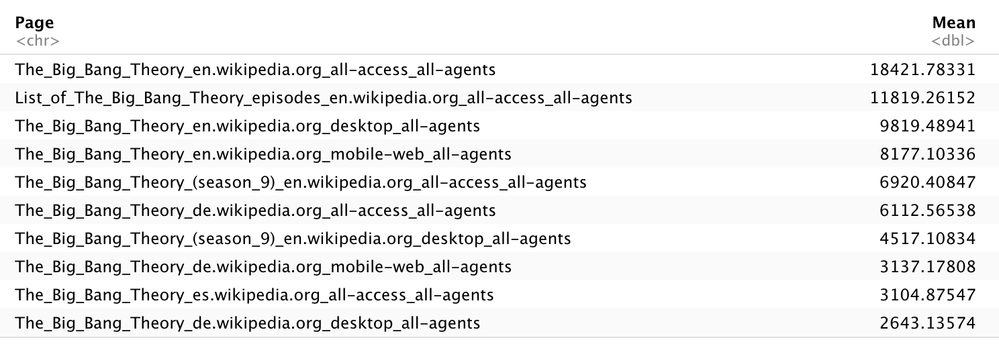 Page Mean
<chr> <dbl>
The_Big_Bang_Theory_en.wikipedia.org_all-access_all-agents 18421.78331
List_of_The_Big_Bang_Theory_episodes_en.wikipedia.org_all-access_all-agents 11819.26152
The_Big_Bang_Theory_en.wikipedia.org_desktop_all-agents 9819.48941
The_Big_Bang_Theory_en.wikipedia.org_mobile-web_all-agents 8177.10336
The_Big_Bang_Theory_(season_9)_en.wikipedia.org_all-access_all-agents 6920.40847
The_Big_Bang_Theory_de.wikipedia.org_all-access_all-agents 6112.56538
The_Big_Bang_Theory_(season_9)_en.wikipedia.org_desktop_all-agents 4517.10834
The_Big_Bang_Theory_de.wikipedia.org_mobile-web_all-agents 3137.17808
The_Big_Bang_Theory_es.wikipedia.org_all-access_all-agents 3104.87547
The_Big_Bang_Theory_de.wikipedia.org_desktop_all-agents 2643.13574